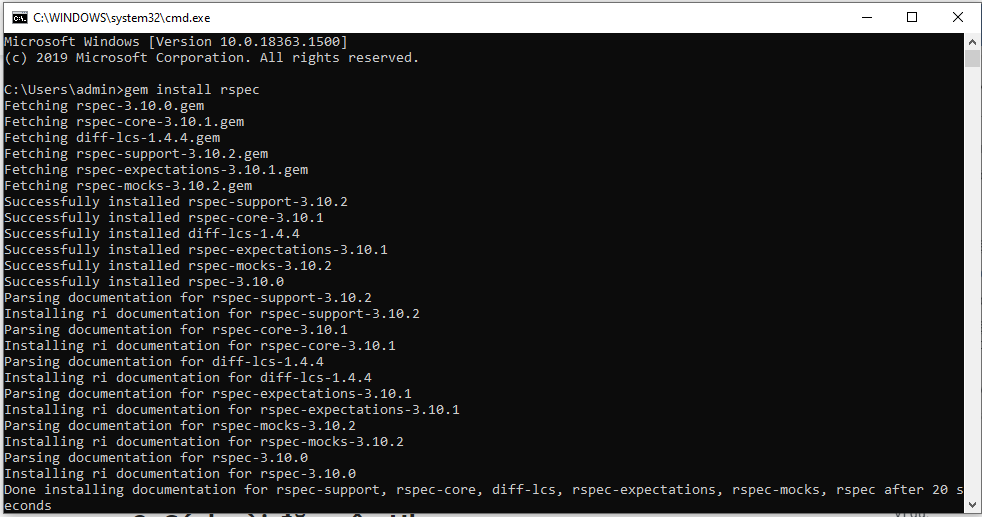 C:\WINDOWS\system32\cmd.exe
Microsoft Windows [Version 10.0.18363.1500]
(c) 2019 Microsoft Corporation. All rights reserved.
C:\Users\admin>gem install rspec
Fetching rspec-3.10.0.gem
Fetching rspec-core-3.10.1.gem
Fetching diff-lcs-1.4.4.gem
Fetching rspec-support-3.10.2.gem
Fetching rspec-expectations-3.10.1.gem
Fetching rspec-mocks-3.10.2.gem
Successfully installed rspec-support-3.10.2
Successfully installed rspec-core-3.10.1
Successfully installed diff-lcs-1.4.4
Successfully installed rspec-expectations-3.10.1
Successfully installed rspec-mocks-3.10.2
Successfully installed rspec-3.10.0
Parsing documentation for rspec-support-3.10.2
Installing ri documentation for rspec-support-3.10.2
Parsing documentation for rspec-core-3.10.1
Installing ri documentation for rspec-core-3.10.1
Parsing documentation for diff-lcs-1.4.4
Installing ri documentation for diff-lcs-1.4.4
Parsing documentation for rspec-expectations-3.10.1
Installing ri documentation for rspec-expectations-3.10.1
Parsing documentation for rspec-mocks-3.10.2
Installing ri documentation for rspec-mocks-3.10.2
Parsing documentation for rspec-3.10.0
Installing ri documentation for rspec-3.10.0
Done installing documentation for rspec-support, rspec-core, diff-lcs, rspec-expectations, rspec-mocks, rspec after 20 s
econds